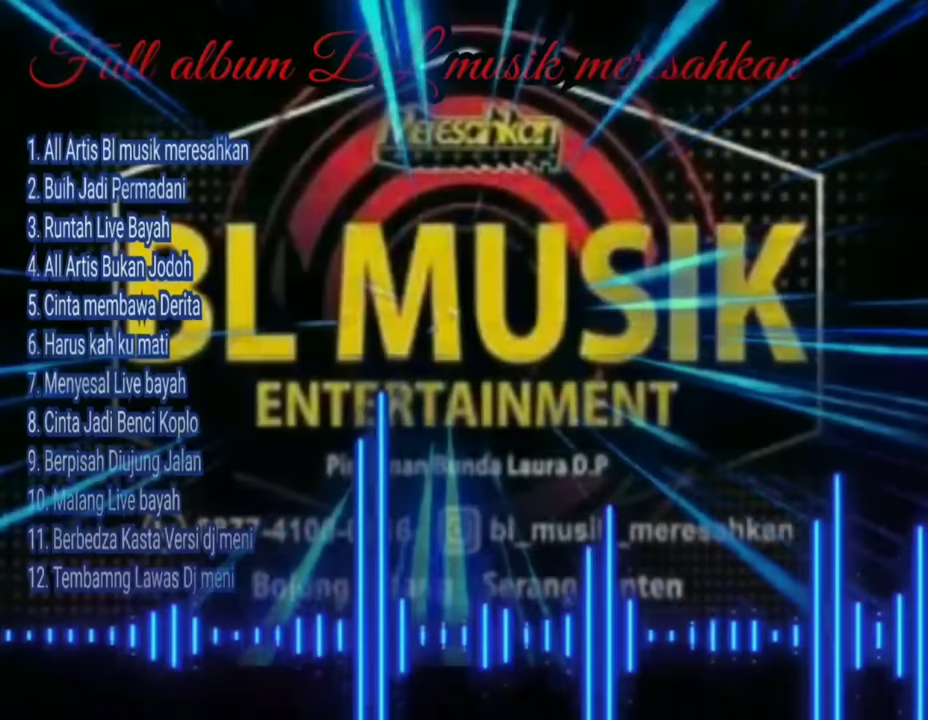 Full album BL musik meresahkan
Meresahkan
1. All Artis Bl musik meresahkan
2. Buih Jadi Permadani
3. Runtah Live Bayah
4. All Artis Bukan Jodoh
5. Cinta membawa Derita
6. Harus kah ku mati
7. Menyesal Live bayah
8. Cinta Jadi Benci Koplo
9. Berpisah Diujung Jalan
10. Malang Live bayah
11. Berbedza Kasta Versi dj meni
12. Tembamng Lawas Dj meni
BL MUSIK
ENTERTAINMENT
Bunda Laura D.P
bl_musik_meresahkan
Serang